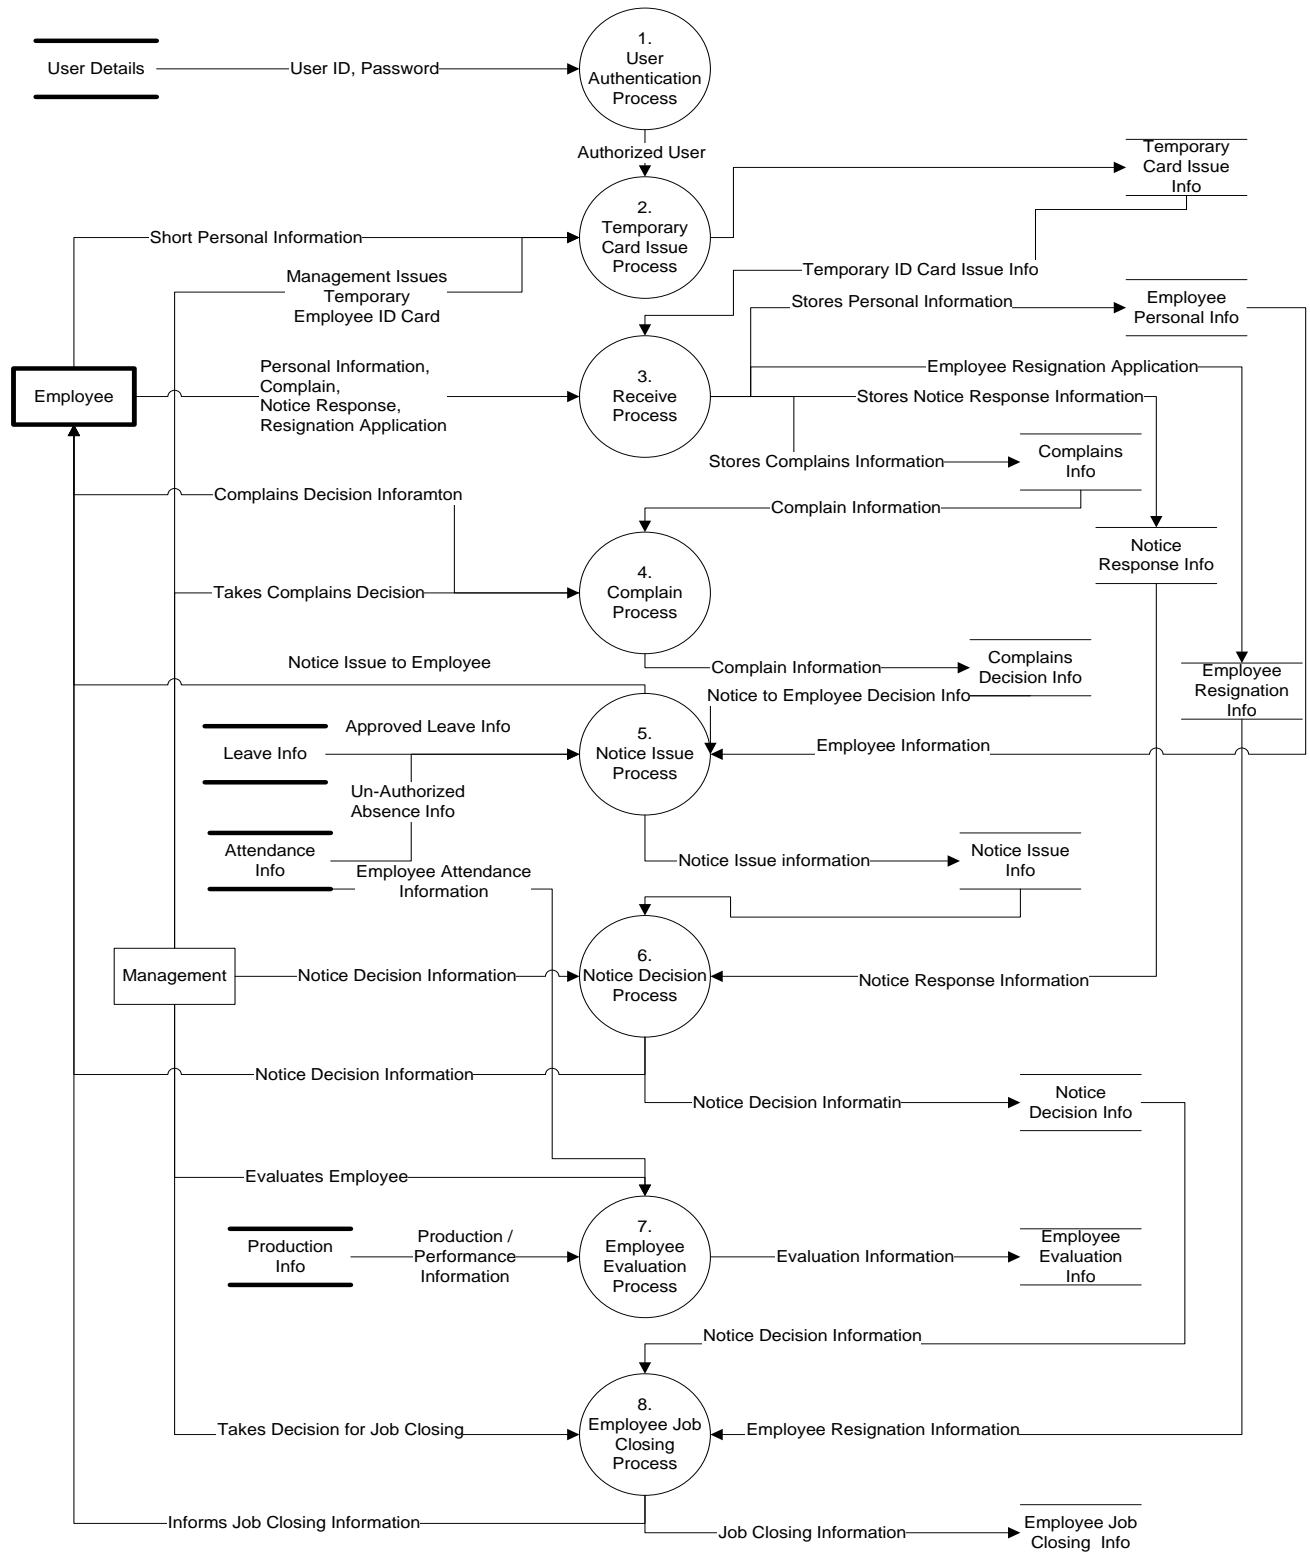 1.
User
Authentication
Process
User Details
User ID, Password
Authorized User
Temporary
Card Issue
Info
2.
Temporary
Card Issue
Process
Short Personal Information
Management Issues
Temporary
Employee ID Card
Temporary ID Card Issue Info
Stores Personal Information
Employee
Personal Info
Employee
Personal Information,
Complain,
Notice Response,
Resignation Application
3.
Receive
Process
Employee Resignation Application
Stores Notice Response Information
Stores Complains Information
Complains
Info
Complains Decision Inforamton
Complain Information
Notice
Response Info
4.
Complain
Process
Takes Complains Decision
Notice Issue to Employee
Complain Information
Complains
Decision Info
Employee
Resignation
Info
Notice to Employee Decision Info
Approved Leave Info
Leave Info
5.
Notice Issue
Process
Employee Information
Un-Authorized
Absence Info
Attendance
Info
Employee Attendance
Information
Notice Issue information
Notice Issue
Info
Management
Notice Decision Information
6.
Notice Decision
Process
Notice Response Information
Notice Decision Information
Notice Decision Informatin
Notice
Decision Info
Evaluates Employee
Production
Info
Production /
Performance
Information
7.
Employee
Evaluation
Process
Evaluation Information
Employee
Evaluation
Info
Notice Decision Information
8.
Employee Job
Closing
Process
Takes Decision for Job Closing
Employee Resignation Information
Informs Job Closing Information
Job Closing Information
Employee Job
Closing  Info